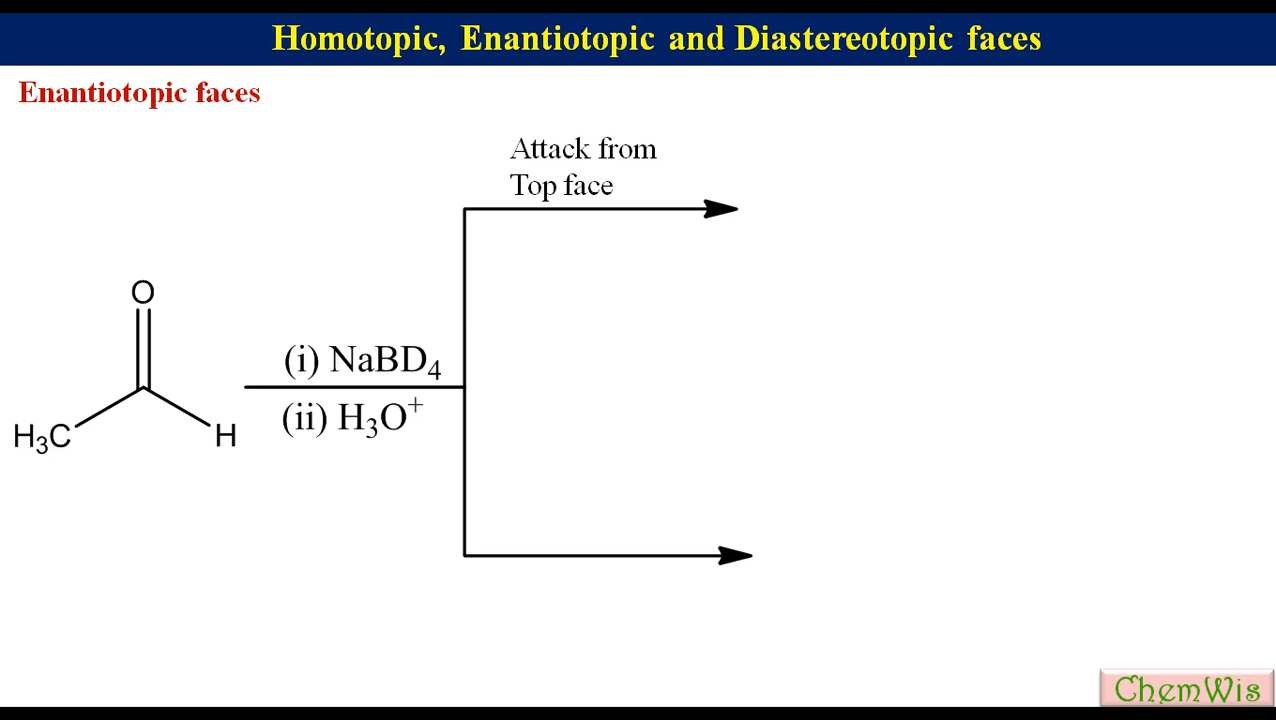 Homotopic, Enantiotopic and Diastereotopic faces
Enantiotopic faces
Attack from
Top face
O
H₃C
H
(i) NaBD₄
(ii) H₃O⁺
ChemWis